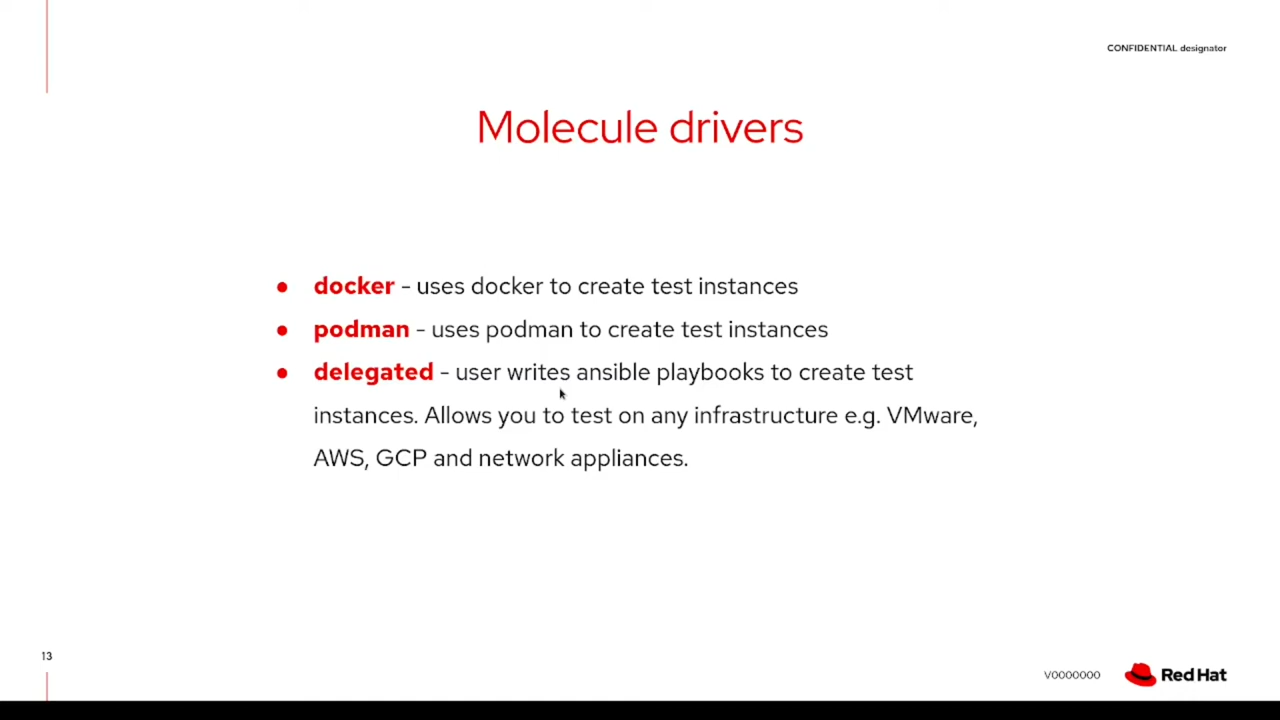 CONFIDENTIAL designator
Molecule drivers
● docker - uses docker to create test instances
● podman - uses podman to create test instances
● delegated - user writes ansible playbooks to create test
instances. Allows you to test on any infrastructure e.g. VMware,
AWS, GCP and network appliances.
13
V0000000
Red Hat